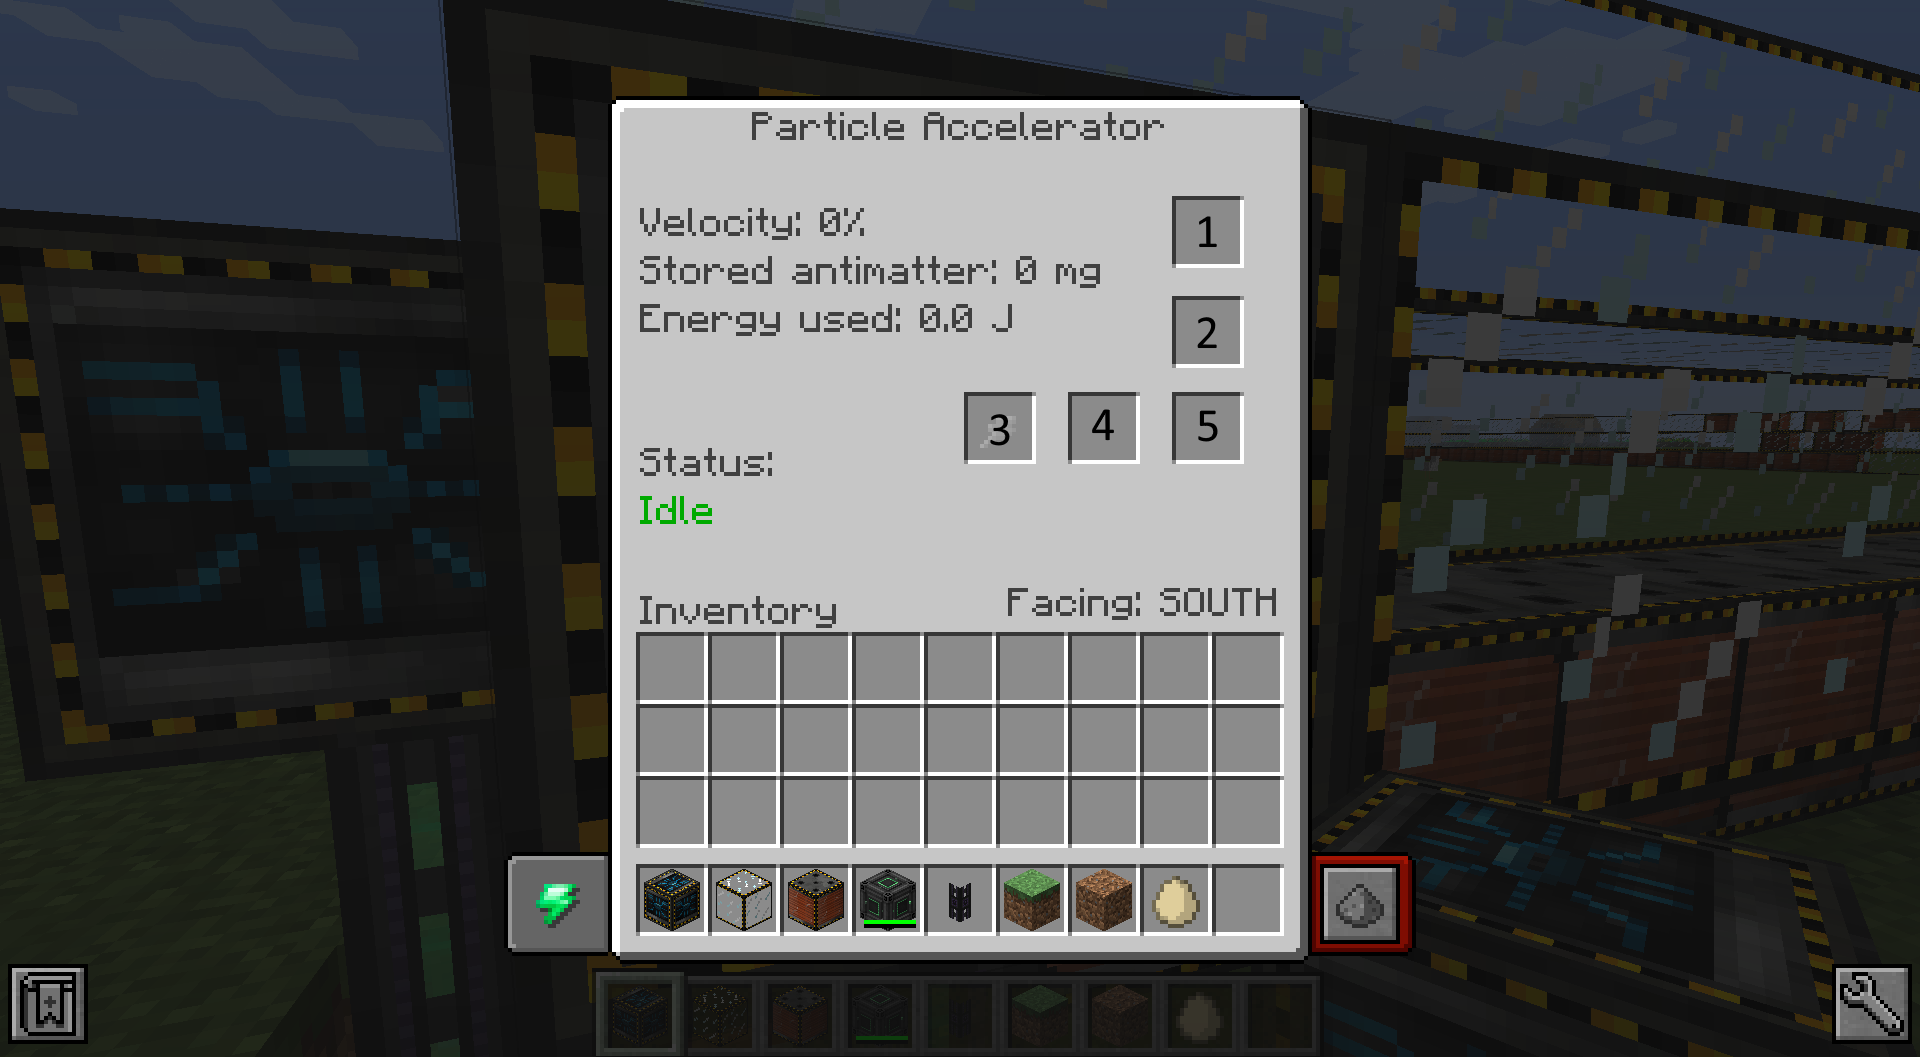 Particle Accelerator
Velocity: 0%
1
Stored antimatter: 0 mg
Energy used: 0.0 J
2
3 4 5
Status:
Idle
Inventory
Facing: SOUTH